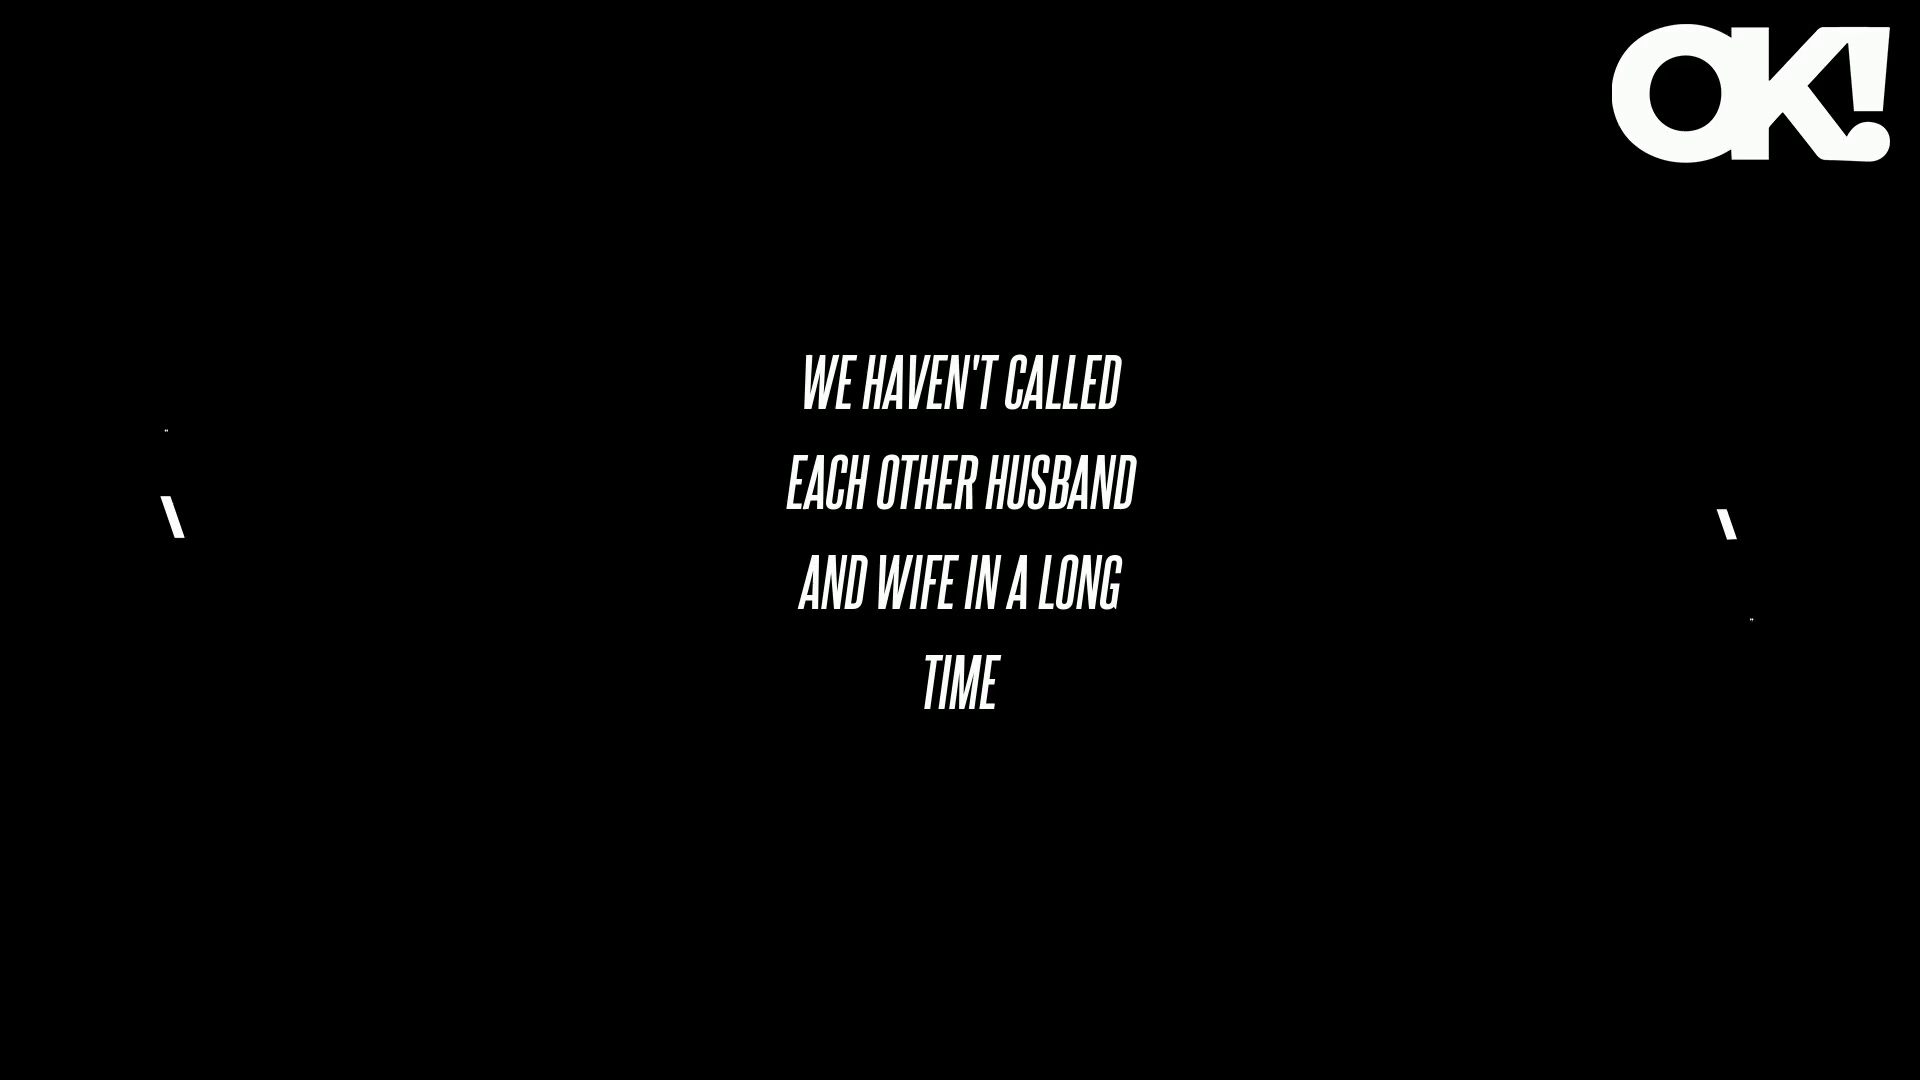 OK!
WE HAVEN'T CALLED
EACH OTHER HUSBAND
AND WIFE IN A LONG
TIME